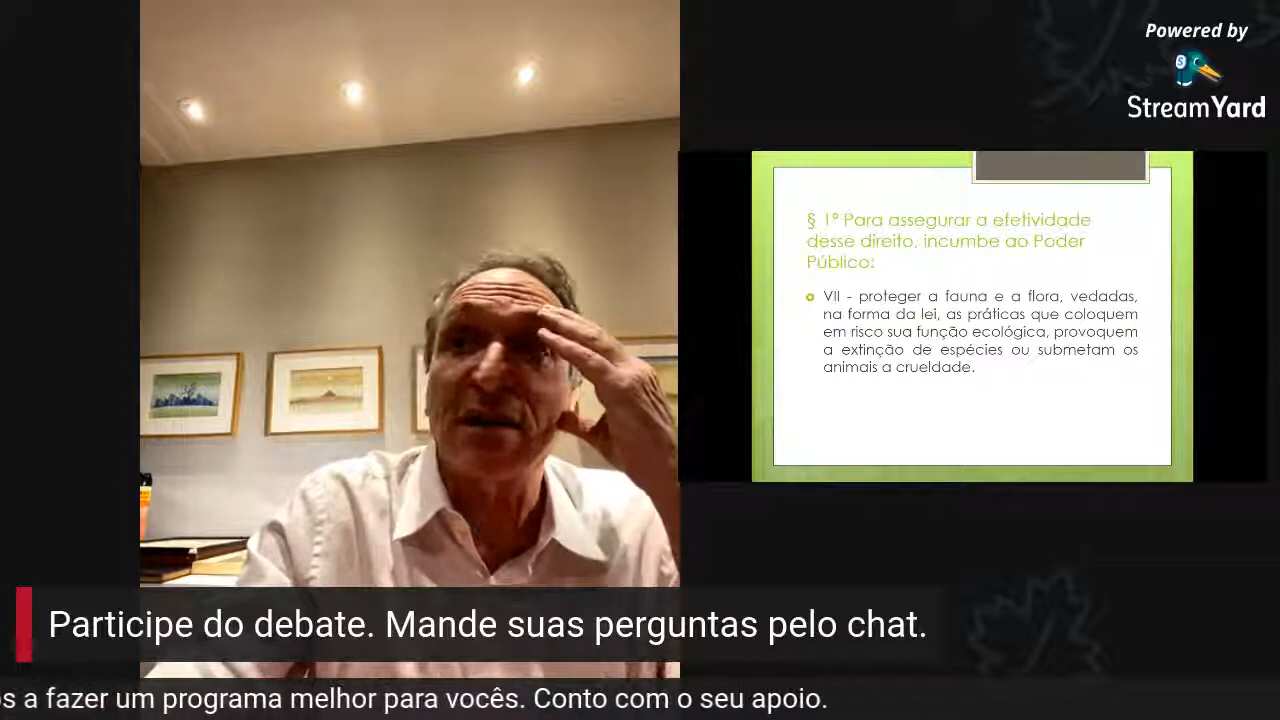 Powered by
StreamYard
§ 1º Para assegurar a efetividade
desse direito, incumbe ao Poder
Público:
VII - proteger a fauna e a flora, vedadas,
na forma da lei, as práticas que coloquem
em risco sua função ecológica, provoquem
a extinção de espécies ou submetam os
animais a crueldade.
Participe do debate. Mande suas perguntas pelo chat.
a fazer um programa melhor para vocês. Conto com o seu apoio.